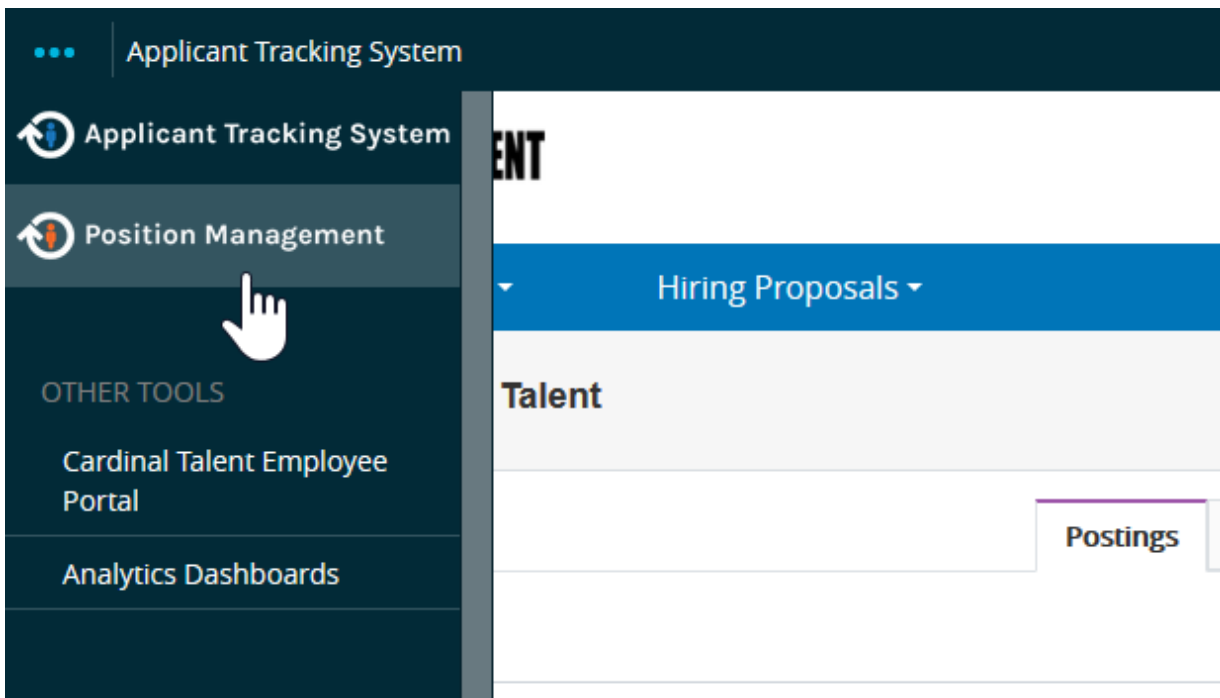 Applicant Tracking System
Applicant Tracking System
ENT
Position Management
Hiring Proposals
OTHER TOOLS
Talent
Cardinal Talent Employee
Portal
Postings
Analytics Dashboards